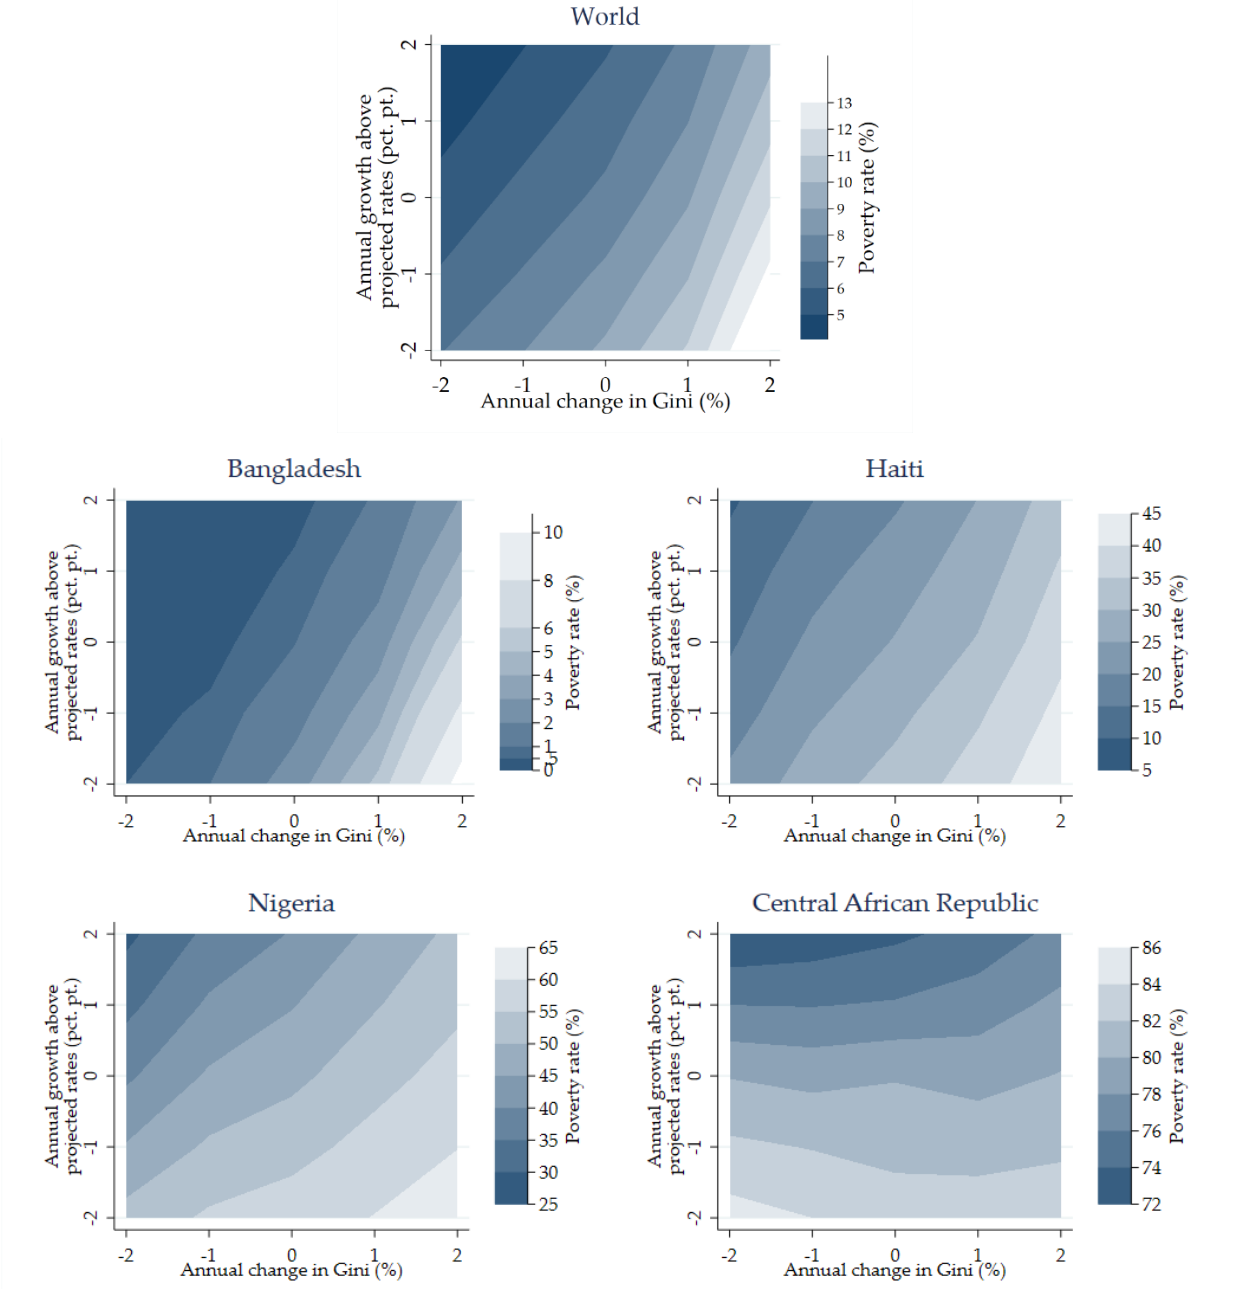 World
Annual growth above
projected rates (pct. pt.)
2
1
0
-1
-2
-2 -1 0 1 2
Annual change in Gini (%)
13
12
11
10
9
8
7
6
5
Poverty rate (%)
Bangladesh
Annual growth above
projected rates (pct. pt.)
2
1
0
-1
-2
-2 -1 0 1 2
Annual change in Gini (%)
10
8
6
5
4
3
2
1
.5
0
Poverty rate (%)
Haiti
Annual growth above
projected rates (pct. pt.)
2
1
0
-1
-2
-2 -1 0 1 2
Annual change in Gini (%)
45
40
35
30
25
20
15
10
5
Poverty rate (%)
Nigeria
Annual growth above
projected rates (pct. pt.)
2
1
0
-1
-2
-2 -1 0 1 2
Annual change in Gini (%)
65
60
55
50
45
40
35
30
25
Poverty rate (%)
Central African Republic
Annual growth above
projected rates (pct. pt.)
2
1
0
-1
-2
-2 -1 0 1 2
Annual change in Gini (%)
86
84
82
80
78
76
74
72
Poverty rate (%)